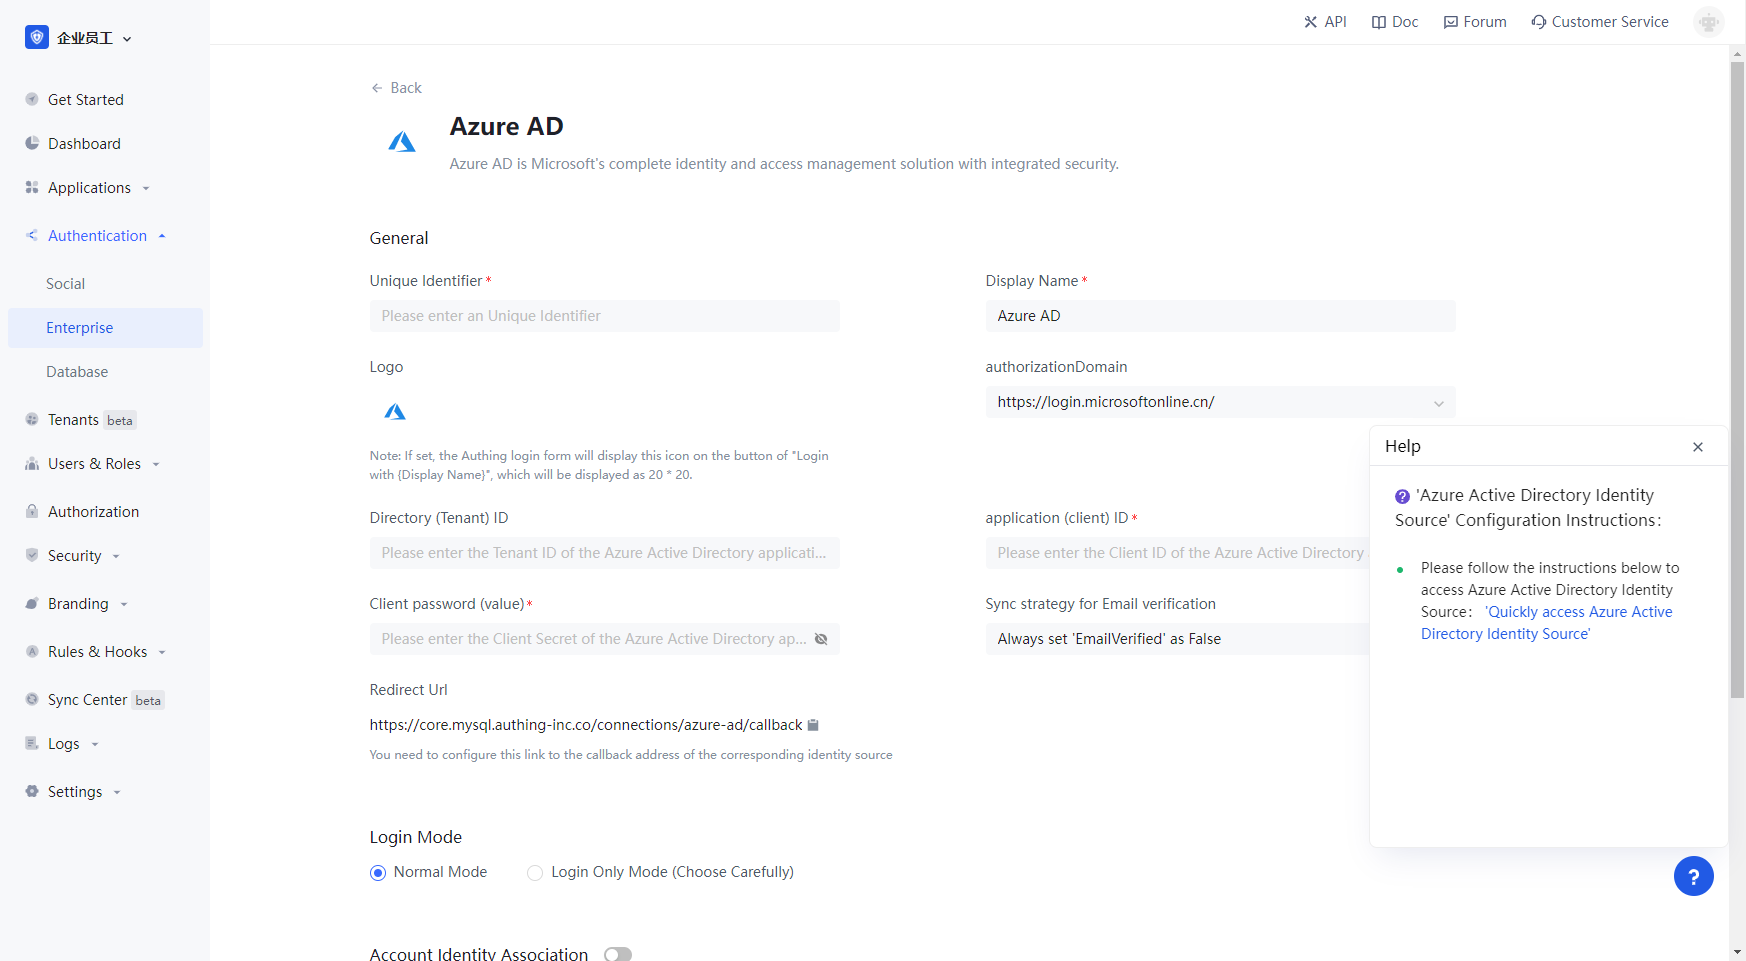 企业员工
API
Doc
Forum
Customer Service
Get Started
Dashboard
Applications
Authentication
Social
Enterprise
Database
Tenants beta
Users & Roles
Authorization
Security
Branding
Rules & Hooks
Sync Center beta
Logs
Settings
Back
Azure AD
Azure AD is Microsoft's complete identity and access management solution with integrated security.
General
Unique Identifier*
Please enter an Unique Identifier
Display Name*
Azure AD
Logo
Note: If set, the Authing login form will display this icon on the button of "Login
with {Display Name}", which will be displayed as 20 * 20.
authorizationDomain
https://login.microsoftonline.cn/
Directory (Tenant) ID
Please enter the Tenant ID of the Azure Active Directory applicati...
application (client) ID*
Please enter the Client ID of the Azure Active Directory
Client password (value)*
Please enter the Client Secret of the Azure Active Directory ap...
Sync strategy for Email verification
Always set 'EmailVerified' as False
Redirect Url
https://core.mysql.authing-inc.co/connections/azure-ad/callback
You need to configure this link to the callback address of the corresponding identity source
Login Mode
Normal Mode
Login Only Mode (Choose Carefully)
Account Identity Association
Help
? 'Azure Active Directory Identity
Source' Configuration Instructions:
Please follow the instructions below to
access Azure Active Directory Identity
Source： 'Quickly access Azure Active
Directory Identity Source'
?